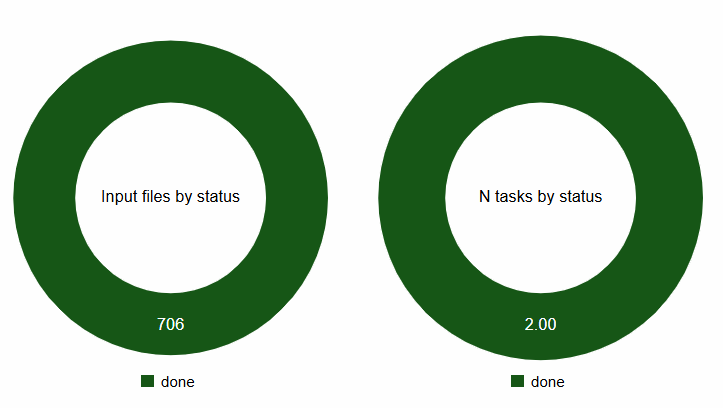 Input files by status
706
done
N tasks by status
2.00
done